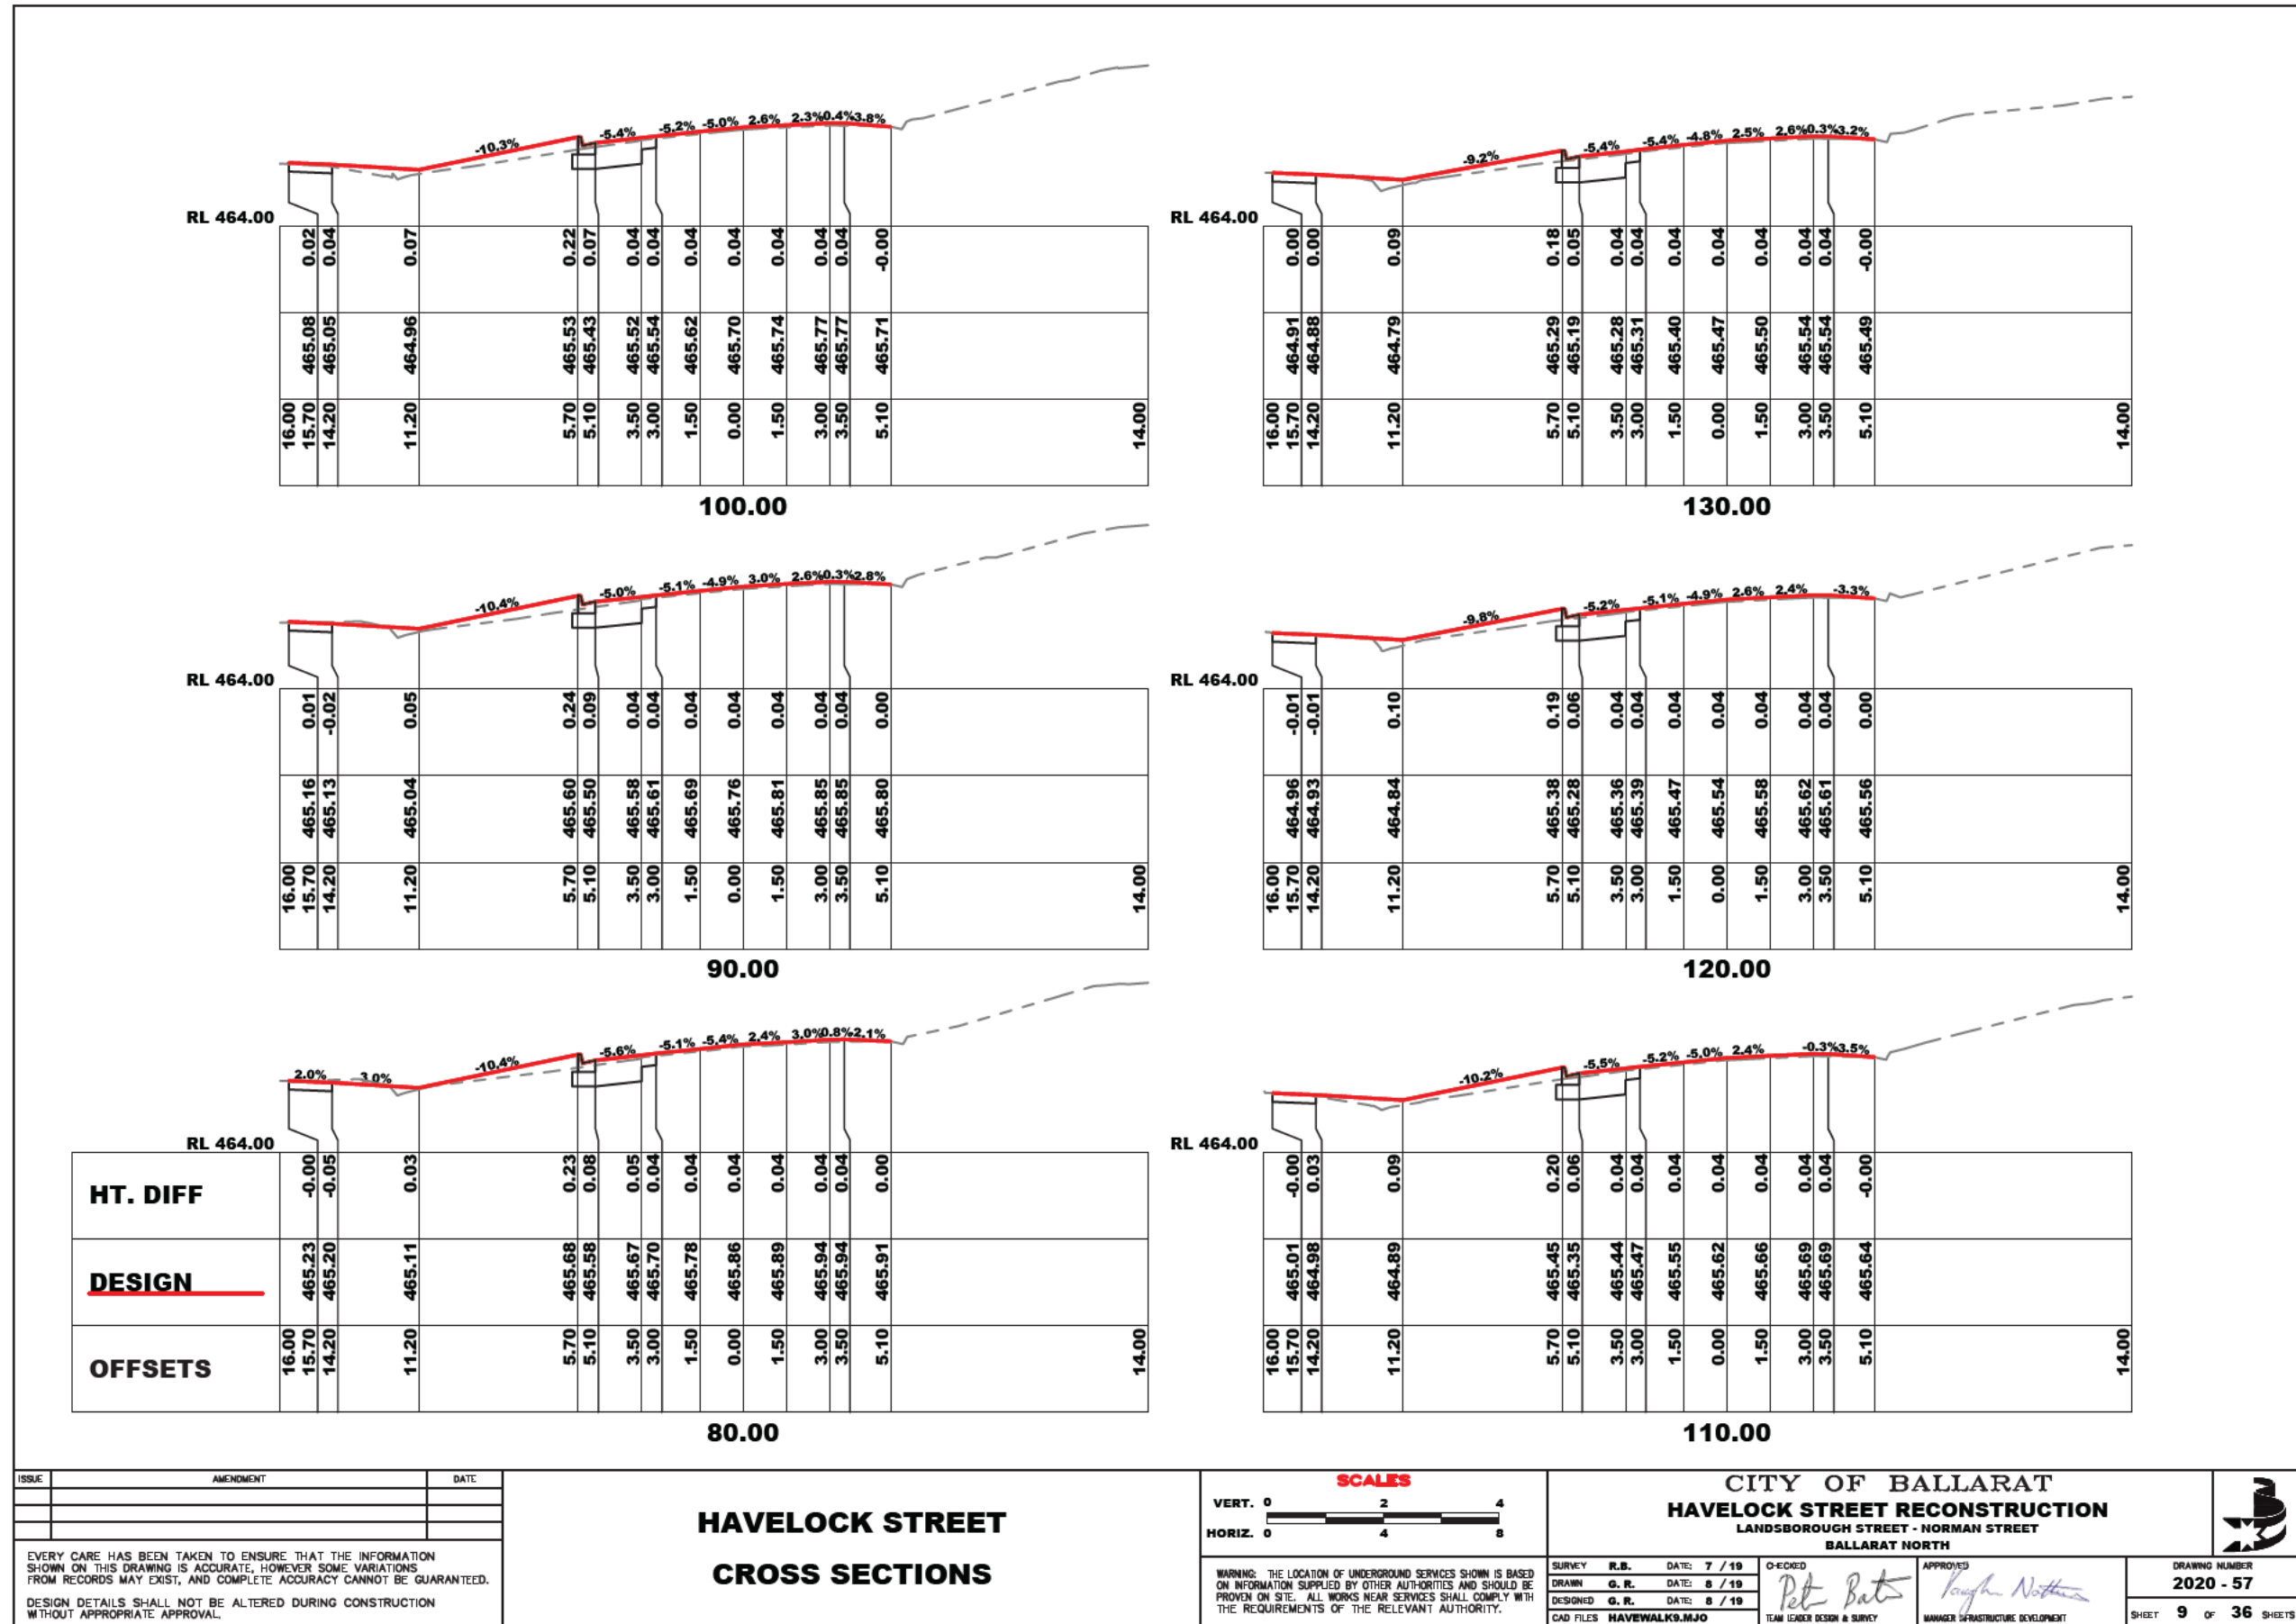 -10.3% -5.4% -5.2% -5.0% 2.6% 2.3% 0.4% 3.8%
RL 464.00
0.02 0.04 0.07 0.22 0.07 0.04 0.04 0.04 0.04 0.04 0.04 0.04 -0.00
465.08 465.05 464.96 465.53 465.43 465.52 465.54 465.62 465.70 465.74 465.77 465.77 465.71
16.00 15.70 14.20 11.20 5.70 5.10 3.50 3.00 1.50 0.00 1.50 3.00 3.50 5.10 14.00
100.00
-9.2% -5.4% -5.4% -4.8% 2.5% 2.6% 0.3% 3.2%
RL 464.00
0.00 0.00 0.09 0.18 0.05 0.04 0.04 0.04 0.04 0.04 0.04 0.04 -0.00
464.91 464.88 464.79 465.29 465.19 465.28 465.31 465.40 465.47 465.50 465.54 465.54 465.49
16.00 15.70 14.20 11.20 5.70 5.10 3.50 3.00 1.50 0.00 1.50 3.00 3.50 5.10 14.00
130.00
-10.4% -5.0% -5.1% -4.9% 3.0% 2.6% 0.3% 2.8%
RL 464.00
0.01 -0.02 0.05 0.24 0.09 0.04 0.04 0.04 0.04 0.04 0.04 0.04 0.00
465.16 465.13 465.04 465.60 465.50 465.58 465.61 465.69 465.76 465.81 465.85 465.85 465.80
16.00 15.70 14.20 11.20 5.70 5.10 3.50 3.00 1.50 0.00 1.50 3.00 3.50 5.10 14.00
90.00
-9.8% -5.2% -5.1% -4.9% 2.6% 2.4% -3.3%
RL 464.00
-0.01 -0.01 0.10 0.19 0.06 0.04 0.04 0.04 0.04 0.04 0.04 0.04 0.00
464.96 464.93 464.84 465.38 465.28 465.36 465.39 465.47 465.54 465.58 465.62 465.61 465.56
16.00 15.70 14.20 11.20 5.70 5.10 3.50 3.00 1.50 0.00 1.50 3.00 3.50 5.10 14.00
120.00
2.0% 3.0% -10.4% -5.6% -5.1% -5.4% 2.4% 3.0% 0.8% 2.1%
RL 464.00
HT. DIFF -0.00 -0.05 0.03 0.23 0.08 0.05 0.04 0.04 0.04 0.04 0.04 0.04 0.00
DESIGN 465.23 465.20 465.11 465.68 465.58 465.67 465.70 465.78 465.86 465.89 465.94 465.94 465.91
OFFSETS 16.00 15.70 14.20 11.20 5.70 5.10 3.50 3.00 1.50 0.00 1.50 3.00 3.50 5.10 14.00
80.00
-10.2% -5.5% -5.2% -5.0% 2.4% -0.3% 3.5%
RL 464.00
-0.00 0.03 0.09 0.20 0.06 0.04 0.04 0.04 0.04 0.04 0.04 0.04 -0.00
465.01 464.98 464.89 465.45 465.35 465.44 465.47 465.55 465.62 465.66 465.69 465.69 465.64
16.00 15.70 14.20 11.20 5.70 5.10 3.50 3.00 1.50 0.00 1.50 3.00 3.50 5.10 14.00
110.00
ISSUE AMENDMENT DATE
EVERY CARE HAS BEEN TAKEN TO ENSURE THAT THE INFORMATION
SHOWN ON THIS DRAWING IS ACCURATE, HOWEVER SOME VARIATIONS
FROM RECORDS MAY EXIST, AND COMPLETE ACCURACY CANNOT BE GUARANTEED.
DESIGN DETAILS SHALL NOT BE ALTERED DURING CONSTRUCTION
WITHOUT APPROPRIATE APPROVAL.
HAVELOCK STREET
CROSS SECTIONS
SCALES
VERT. 0 2 4
HORIZ. 0 4 8
WARNING: THE LOCATION OF UNDERGROUND SERVICES SHOWN IS BASED
ON INFORMATION SUPPLIED BY OTHER AUTHORITIES AND SHOULD BE
PROVEN ON SITE. ALL WORKS NEAR SERVICES SHALL COMPLY WITH
THE REQUIREMENTS OF THE RELEVANT AUTHORITY.
CITY OF BALLARAT
HAVELOCK STREET RECONSTRUCTION
LANDSBOROUGH STREET - NORMAN STREET
BALLARAT NORTH
SURVEY R.B. DATE: 7 / 19
DRAWN G. R. DATE: 8 / 19
DESIGNED G. R. DATE: 8 / 19
CAD FILES HAVEWALK9.MJO
CHECKED
TEAM LEADER DESIGN & SURVEY
APPROVED
MANAGER INFRASTRUCTURE DEVELOPMENT
DRAWING NUMBER
2020 - 57
SHEET 9 OF 36 SHEETS